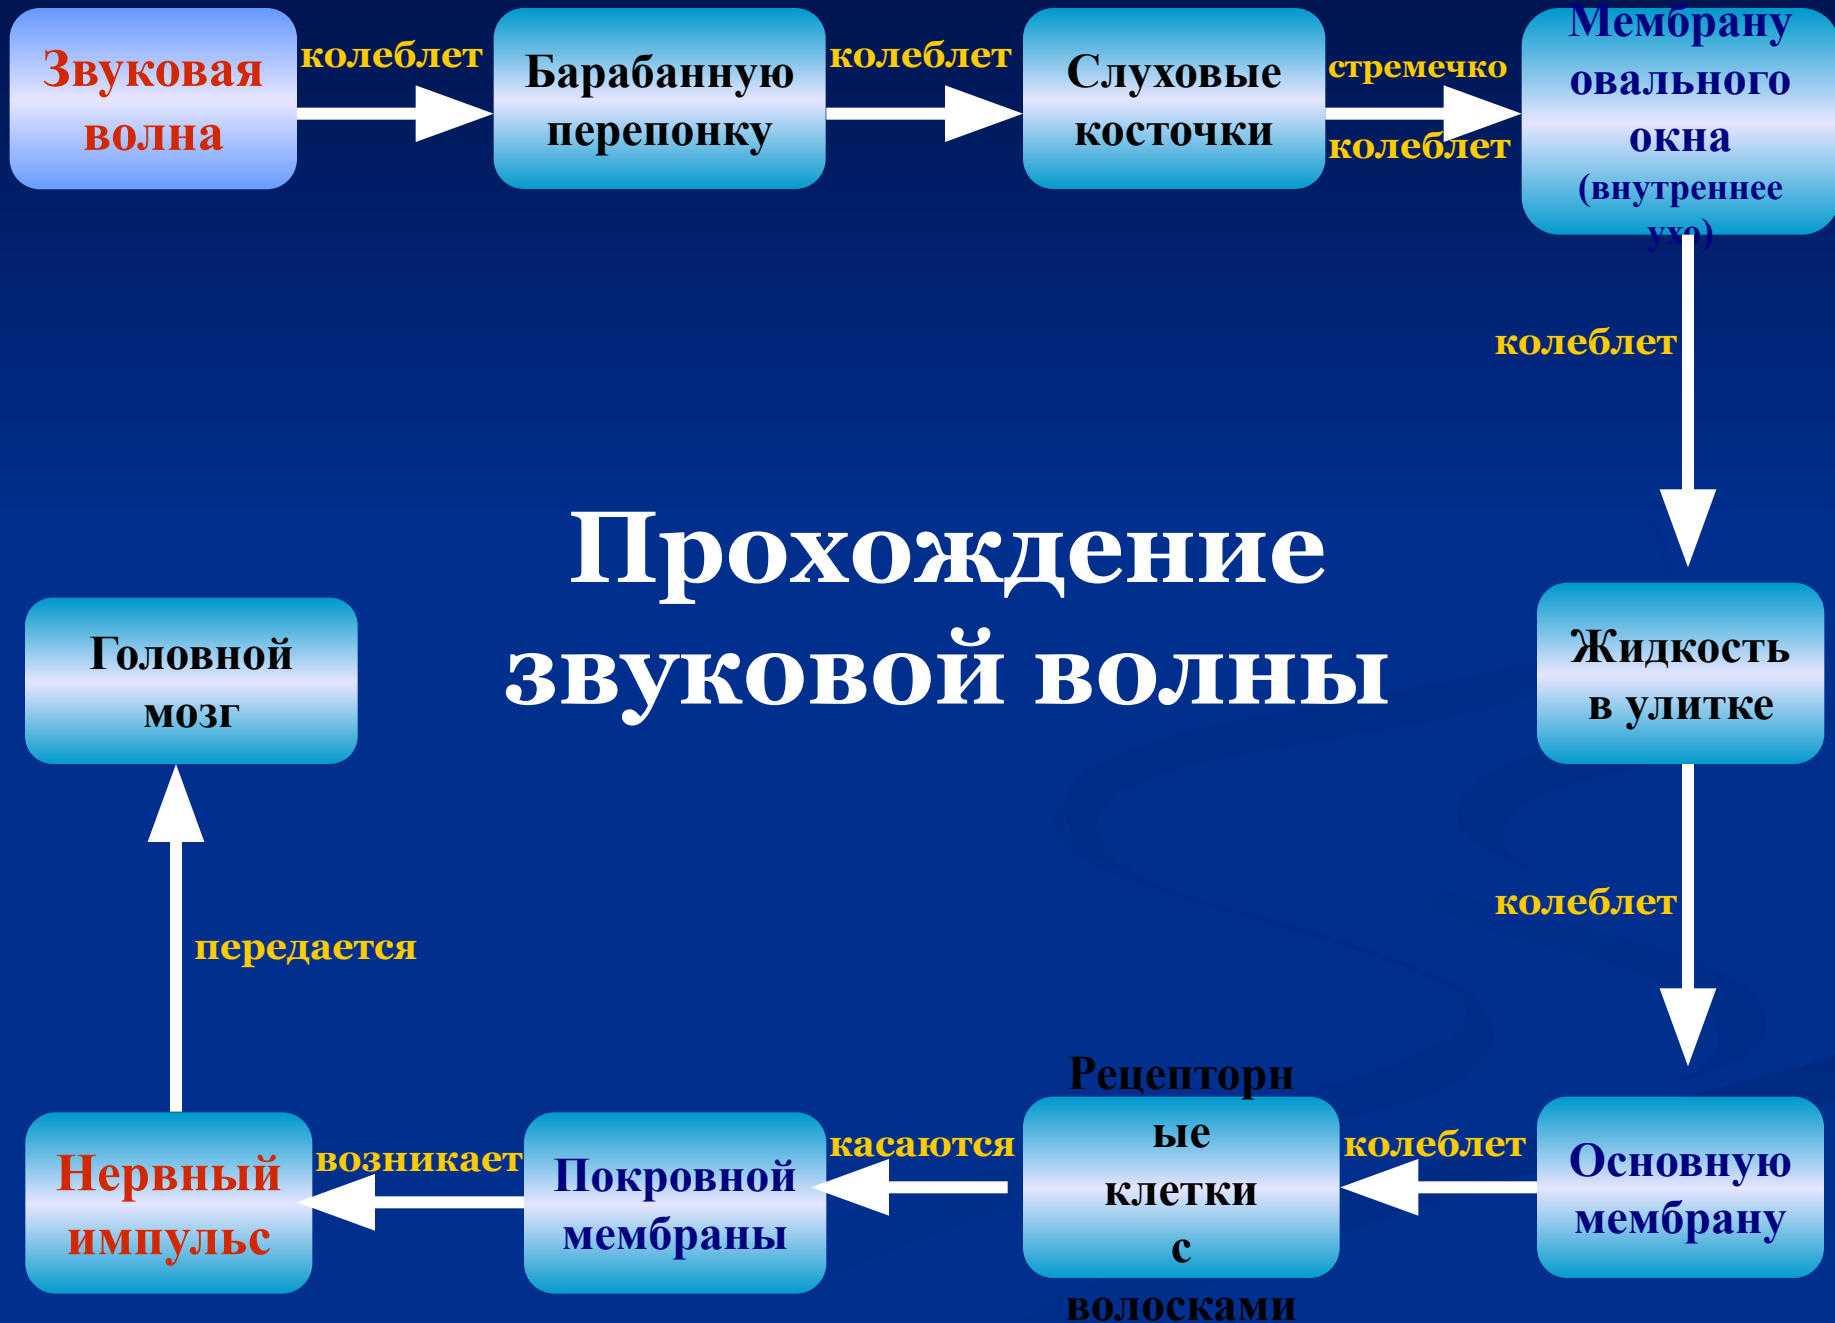 Звуковая
волна
колеблет
Барабанную
перепонку
колеблет
Слуховые
косточки
стремечко
колеблет
Мембрану
овального
окна
(внутреннее
ухо)
колеблет
Прохождение
звуковой волны
Жидкость
в улитке
колеблет
Основную
мембрану
колеблет
Рецепторн
ые
клетки
с
волосками
касаются
Покровной
мембраны
возникает
Нервный
импульс
передается
Головной
мозг